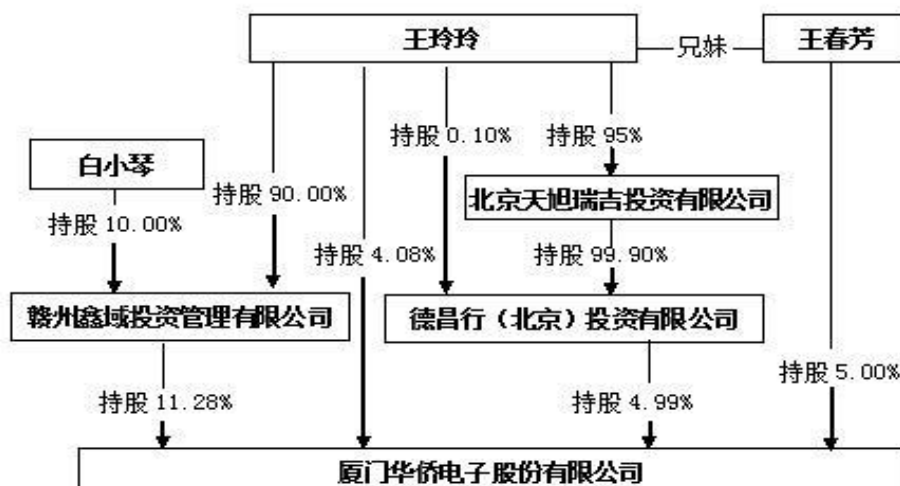 王玲玲
兄妹
王春芳
持股 0.10%
持股 95%
白小琴
持股 90.00%
北京天旭瑞吉投资有限公司
持股 10.00%
持股 4.08%
持股 99.90%
赣州鑫域投资管理有限公司
德昌行（北京）投资有限公司
持股 5.00%
持股 11.28%
持股 4.99%
厦门华侨电子股份有限公司